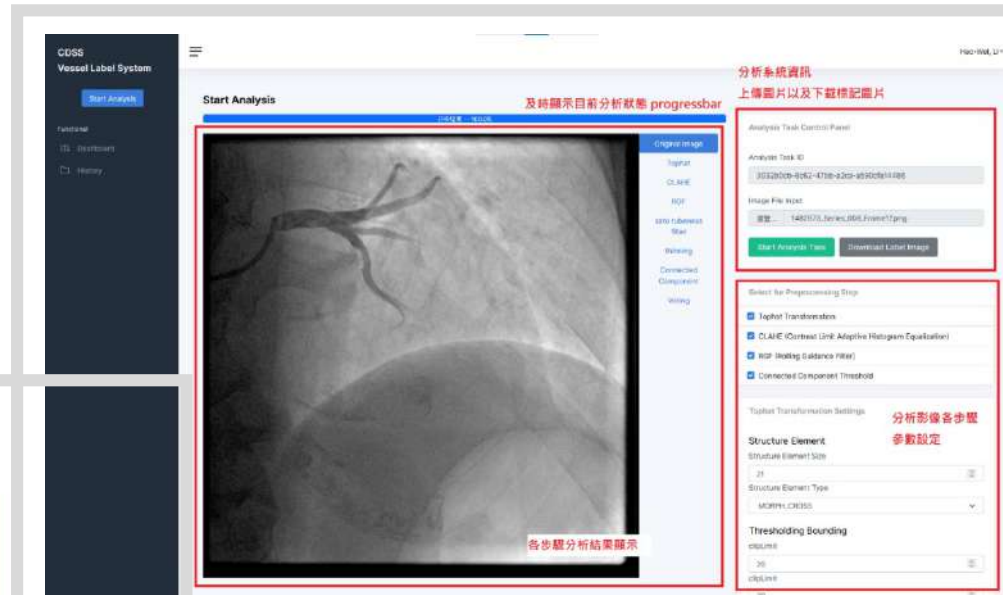 CDSS
Vessel Label System
Start Analysis
Functional
Dashboard
History
Start Analysis
及時顯示目前分析狀態 progressbar
Original Image
Tophat
CLAHE
RGF
filter
Thinning
Connected
Component
分析系統資訊
上傳圖片以及下載標記圖片
Analysis Task Control Panel
Analysis Task ID
Image File Input
Start Analysis Task
Download Label Image
Select for Preprocessing Step
Tophat Transformation
CLAHE (Contrast Limit Adaptive Histogram Equalization)
RGF (Rolling Guidance Filter)
Connected Component Threshold
Tophat Transformation Settings
分析影像各步驟
參數設定
Structure Element
Structure Element Size
21
Structure Element Type
MORPH_CROSS
Thresholding Bounding
clipLimit
clipLimit
各步驟分析結果顯示